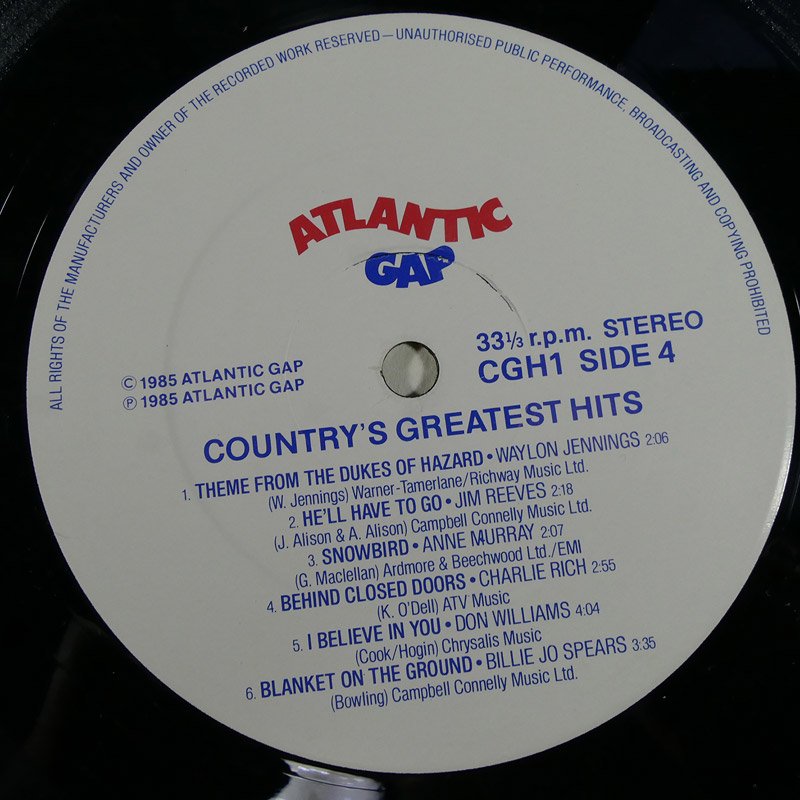 ALL RIGHTS OF THE MANUFACTURERS AND OWNER OF THE RECORDED WORK RESERVED—UNAUTHORISED PUBLIC PERFORMANCE, BROADCASTING AND COPYING PROHIBITED
ATLANTIC
GAP
33⅓ r.p.m. STEREO
CGH1 SIDE 4
© 1985 ATLANTIC GAP
℗ 1985 ATLANTIC GAP
COUNTRY'S GREATEST HITS
1. THEME FROM THE DUKES OF HAZARD • WAYLON JENNINGS 2:06
(W. Jennings) Warner-Tamerlane/Richway Music Ltd.
2. HE'LL HAVE TO GO • JIM REEVES 2:18
(J. Alison & A. Alison) Campbell Connelly Music Ltd.
3. SNOWBIRD • ANNE MURRAY 2:07
(G. Maclellan) Ardmore & Beechwood Ltd./EMI
4. BEHIND CLOSED DOORS • CHARLIE RICH 2:55
(K. O'Dell) ATV Music
5. I BELIEVE IN YOU • DON WILLIAMS 4:04
(Cook/Hogin) Chrysalis Music
6. BLANKET ON THE GROUND • BILLIE JO SPEARS 3:35
(Bowling) Campbell Connelly Music Ltd.